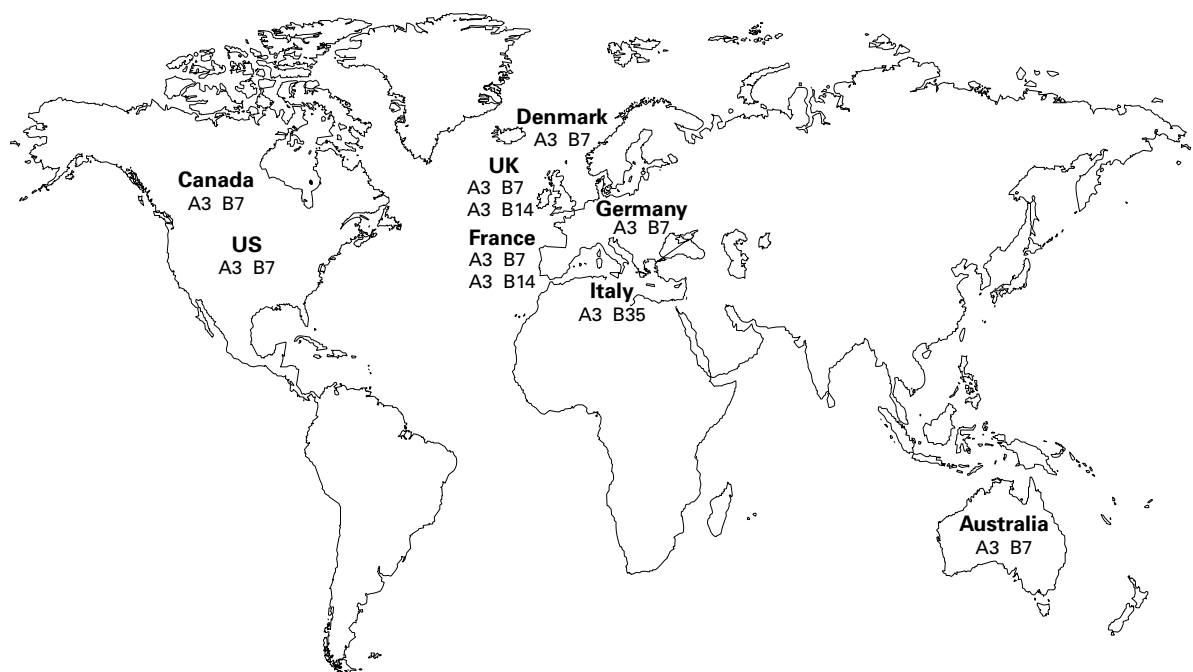 Denmark
A3 B7
UK
A3 B7
A3 B14
Canada
A3 B7
Germany
A3 B7
US
A3 B7
France
A3 B7
A3 B14
Italy
A3 B35
Australia
A3 B7